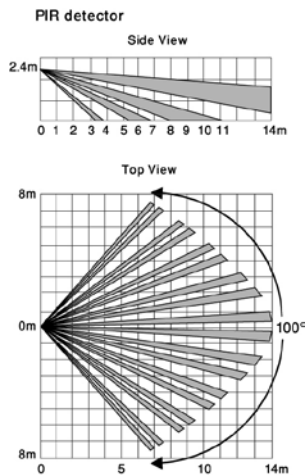 PIR detector
Side View
2.4m
0 1 2 3 4 5 6 7 8 9 10 11 14m
Top View
8m
0m
100°
8m
0 5 10 14m